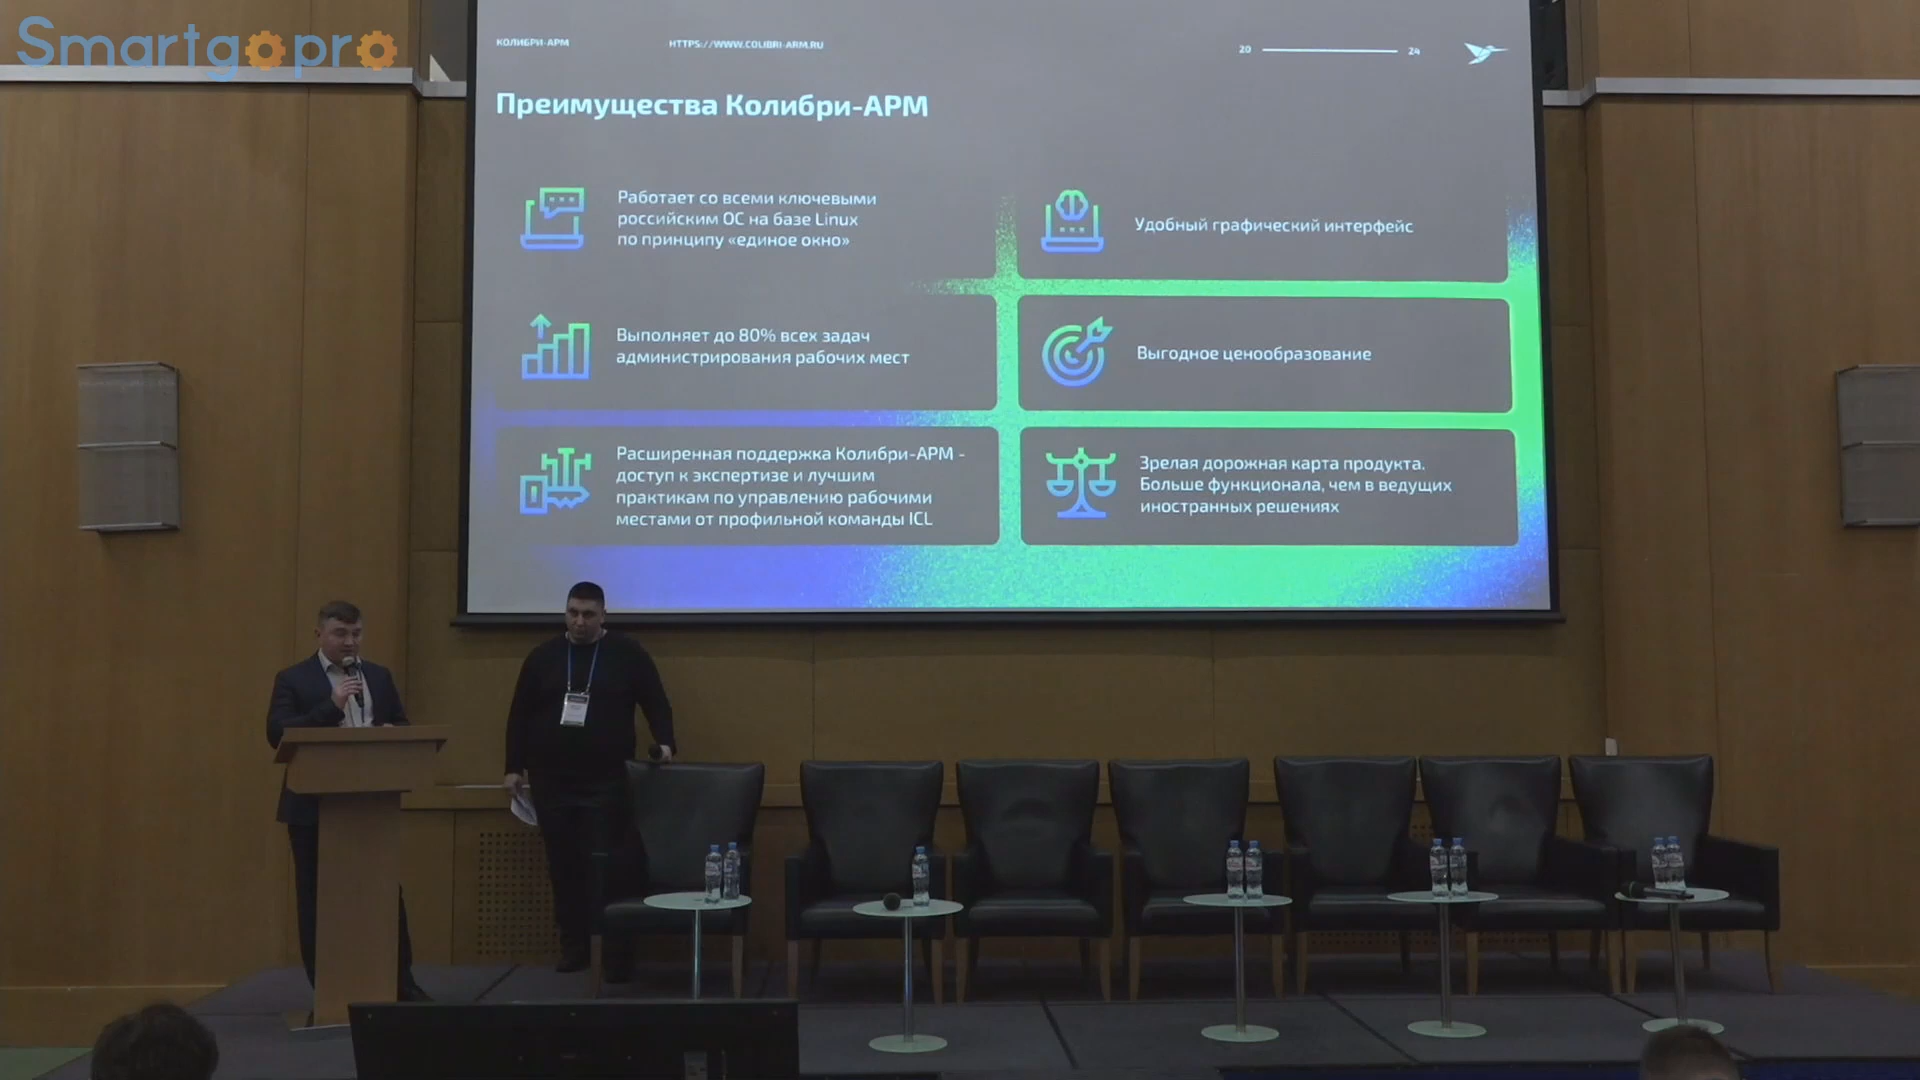 Smartgopro
КОЛИБРИ-АРМ
HTTPS://WWW.COLIBRI-ARM.RU
20
24
Преимущества Колибри-АРМ
Работает со всеми ключевыми
российским ОС на базе Linux
по принципу «единое окно»
Удобный графический интерфейс
Выполняет до 80% всех задач
администрирования рабочих мест
Выгодное ценообразование
Расширенная поддержка Колибри-АРМ -
доступ к экспертизе и лучшим
практикам по управлению рабочими
местами от профильной команды ICL
Зрелая дорожная карта продукта.
Больше функционала, чем в ведущих
иностранных решениях